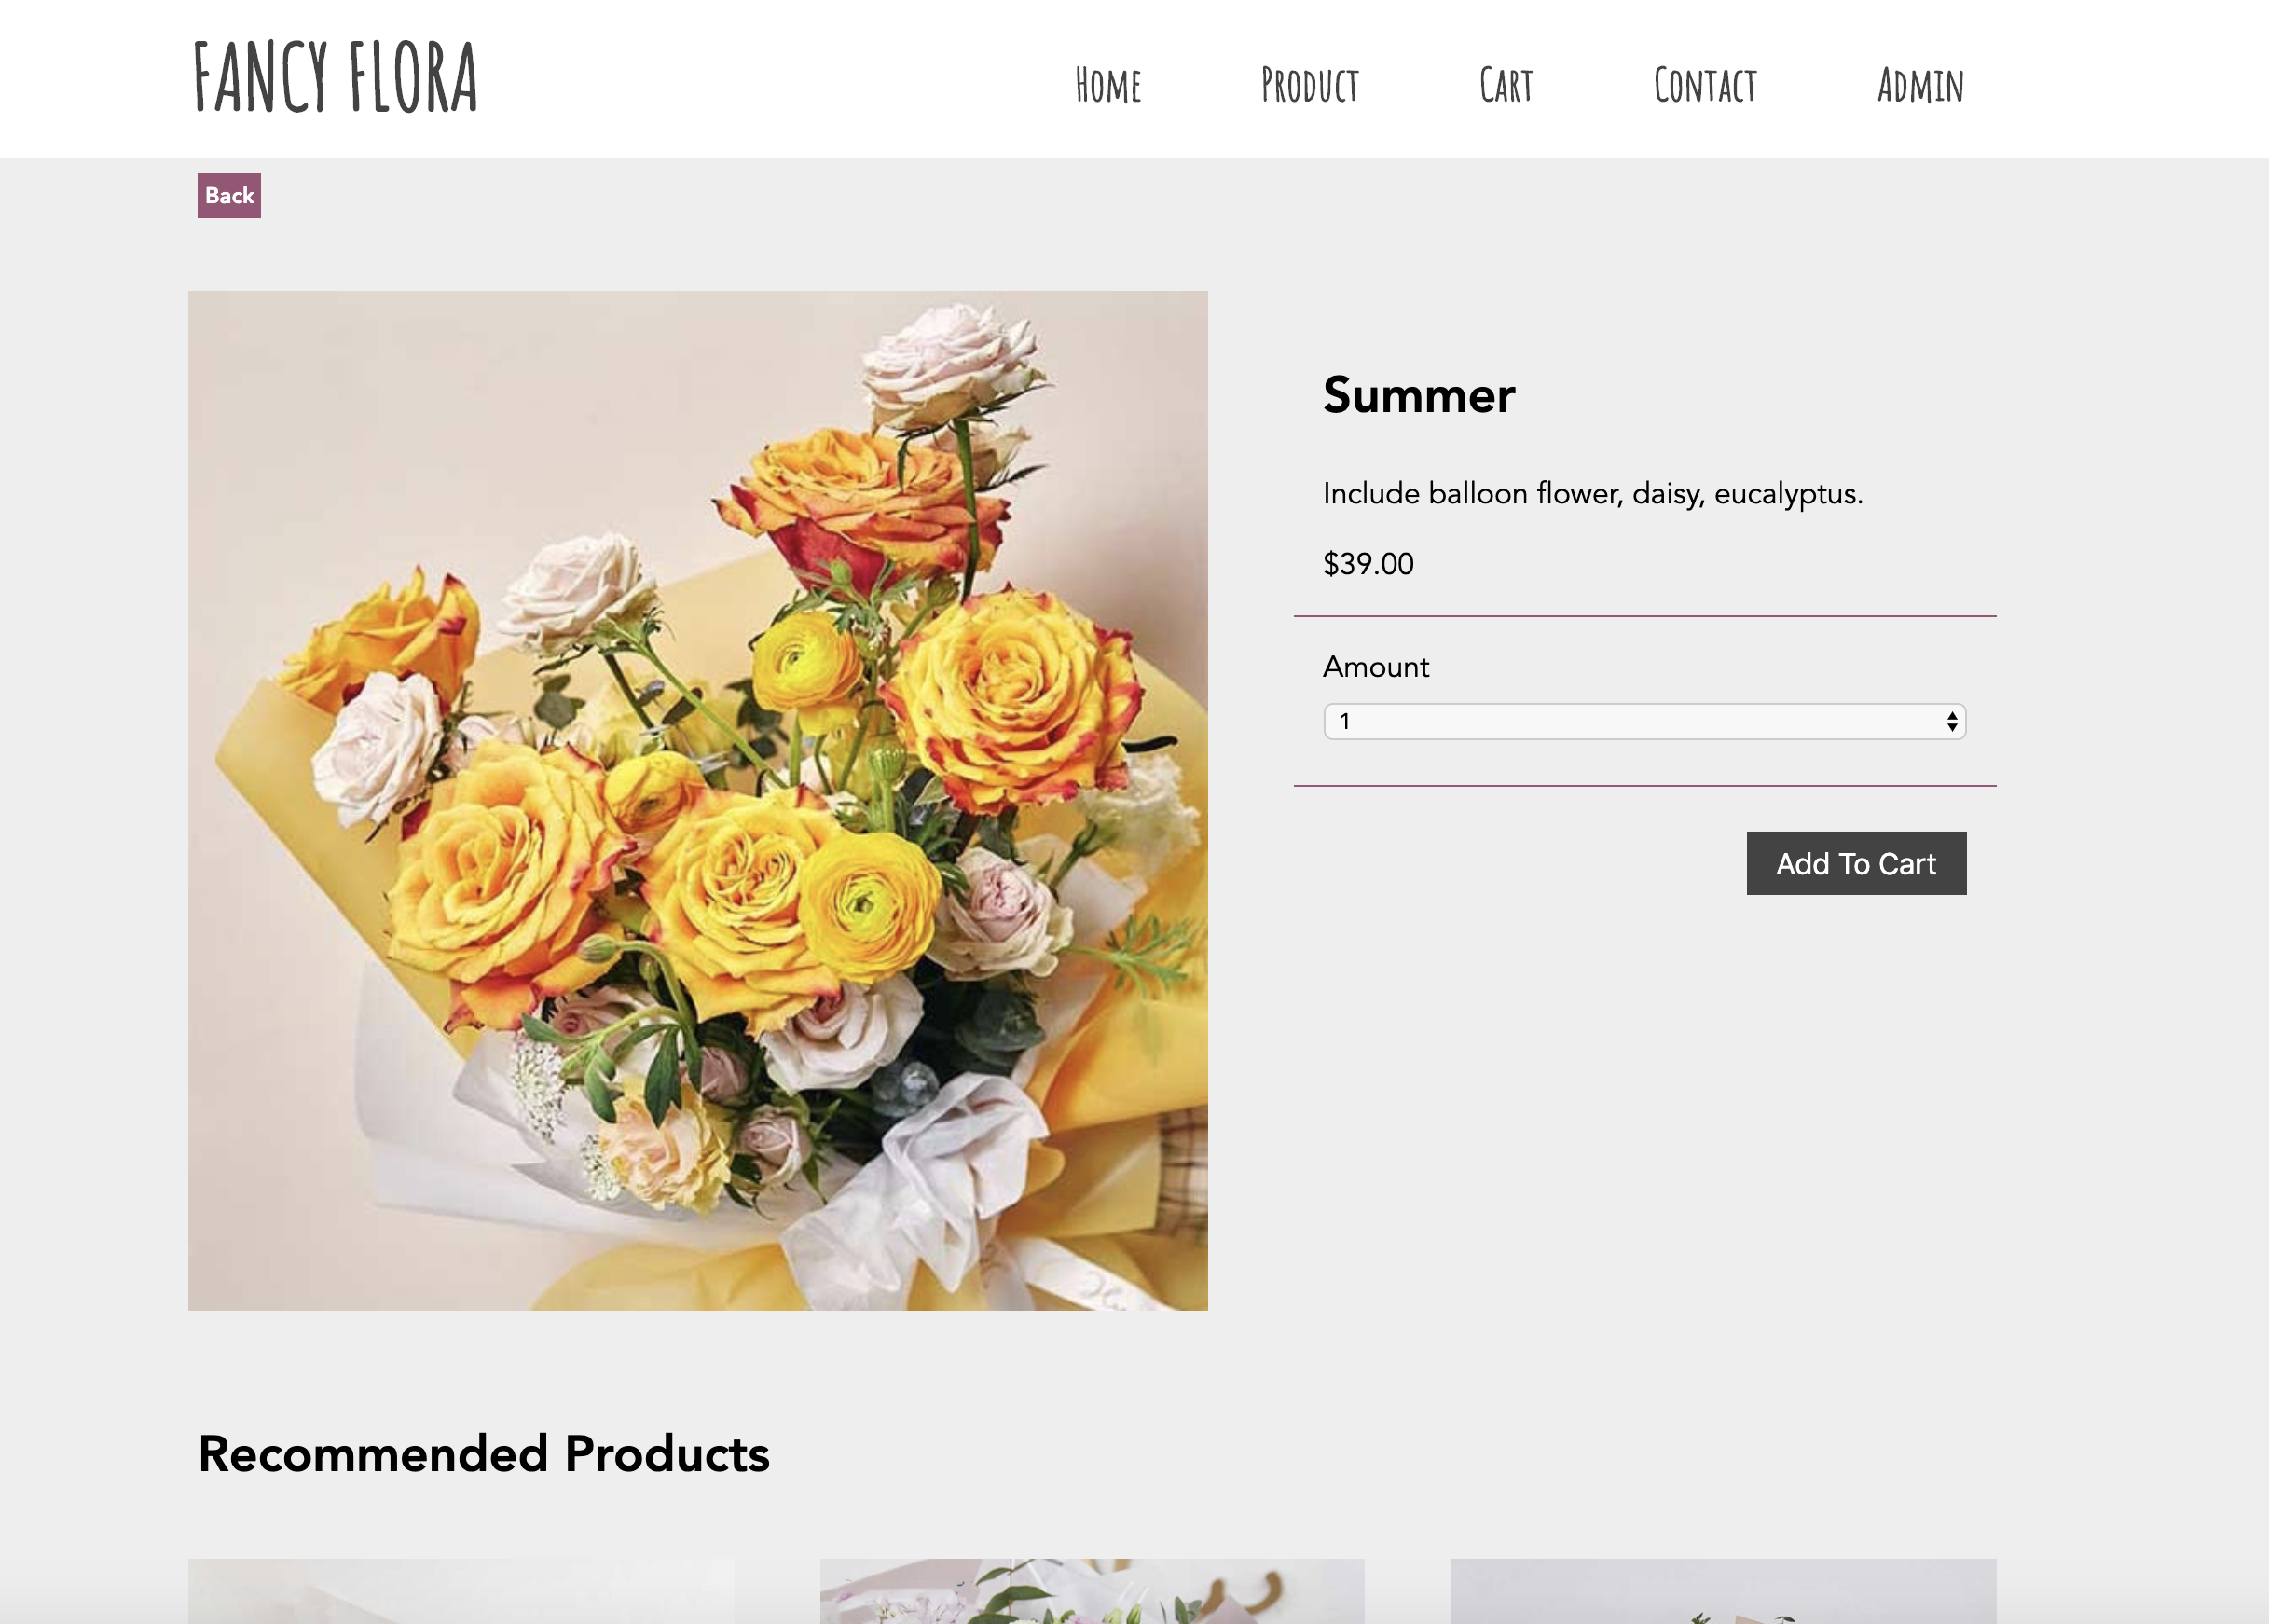 FANCY FLORA
Home Product Cart Contact Admin
Back
Summer
Include balloon flower, daisy, eucalyptus.
$39.00
Amount
1
Add To Cart
Recommended Products